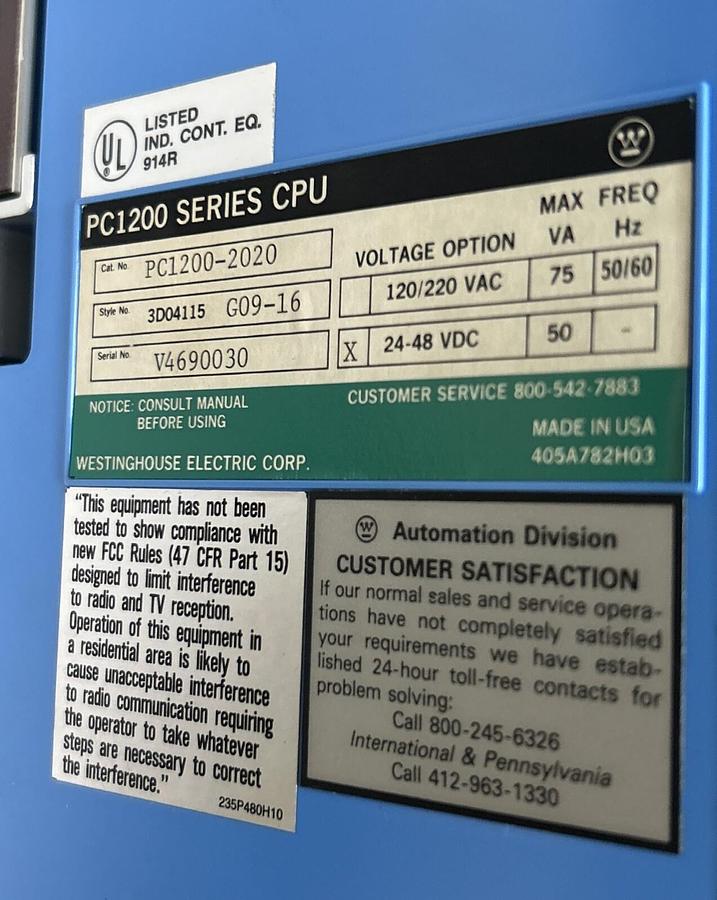 UL
LISTED
IND. CONT. EQ.
914R
W
PC1200 SERIES CPU
Cat. No. PC1200-2020
Style No. 3D04115 G09-16
Serial No. V4690030
VOLTAGE OPTION MAX VA FREQ Hz
120/220 VAC 75 50/60
X 24-48 VDC 50 -
NOTICE: CONSULT MANUAL
BEFORE USING
CUSTOMER SERVICE 800-542-7883
MADE IN USA
WESTINGHOUSE ELECTRIC CORP.
405A782H03
"This equipment has not been
tested to show compliance with
new FCC Rules (47 CFR Part 15)
designed to limit interference
to radio and TV reception.
Operation of this equipment in
a residential area is likely to
cause unacceptable interference
to radio communication requiring
the operator to take whatever
steps are necessary to correct
the interference."
235P480H10
W Automation Division
CUSTOMER SATISFACTION
If our normal sales and service opera-
tions have not completely satisfied
your requirements we have estab-
lished 24-hour toll-free contacts for
problem solving:
Call 800-245-6326
International & Pennsylvania
Call 412-963-1330